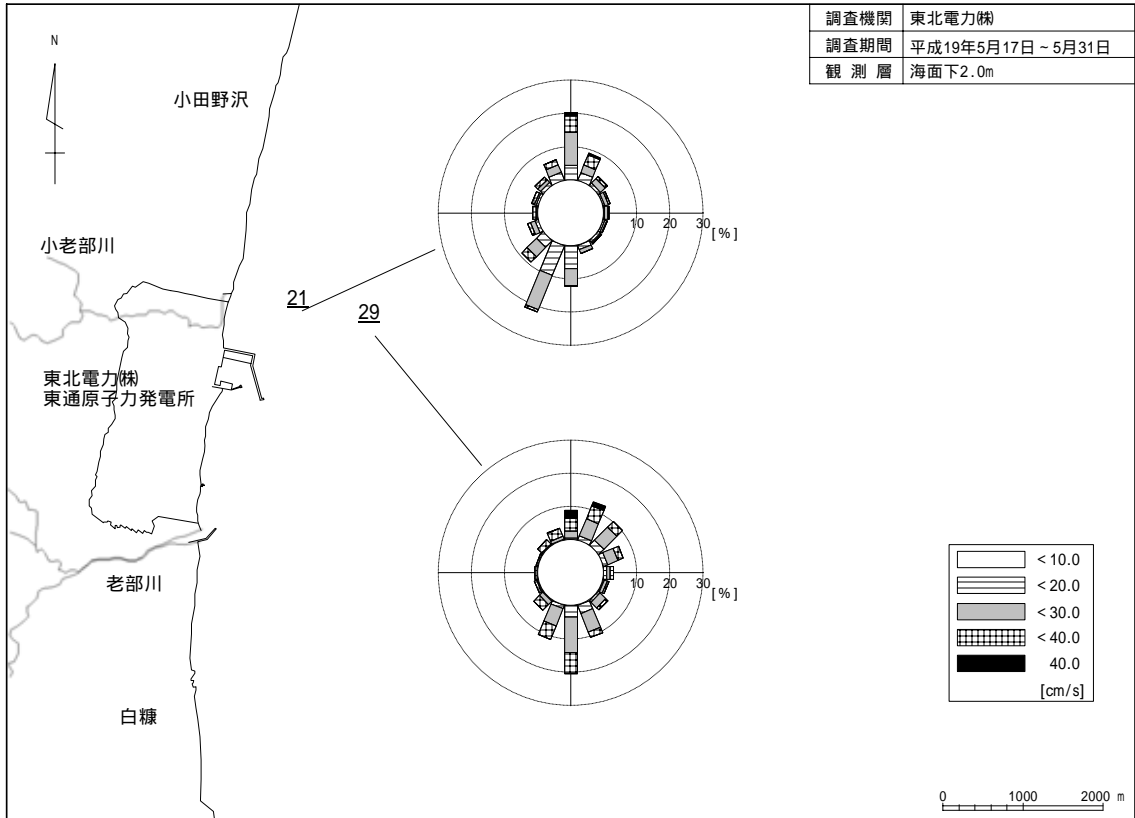 調査機関 東北電力㈱
調査期間 平成19年5月17日 ~ 5月31日
観測層 海面下2.0m
N
小田野沢
小老部川
21
29
10 20 30 [%]
東北電力㈱
東通原子力発電所
10 20 30 [%]
老部川
白糠
< 10.0
< 20.0
< 30.0
< 40.0
40.0
[cm/s]
0 1000 2000 m